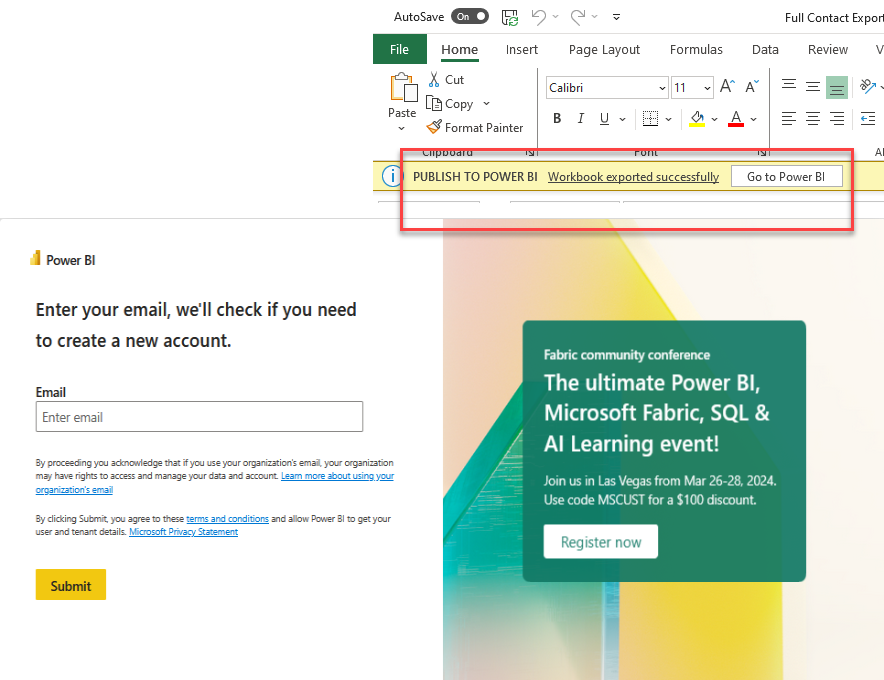 AutoSave On Full Contact Export
File Home Insert Page Layout Formulas Data Review V
Cut
Calibri 11
Copy
Paste
Format Painter
B I U A
Clipboard Font Al
PUBLISH TO POWER BI Workbook exported successfully Go to Power BI
Power BI
Enter your email, we'll check if you need
to create a new account.
Email
Enter email
By proceeding you acknowledge that if you use your organization's email, your organization
may have rights to access and manage your data and account. Learn more about using your
organization's email
By clicking Submit, you agree to these terms and conditions and allow Power BI to get your
user and tenant details. Microsoft Privacy Statement
Submit
Fabric community conference
The ultimate Power BI,
Microsoft Fabric, SQL &
AI Learning event!
Join us in Las Vegas from Mar 26-28, 2024.
Use code MSCUST for a $100 discount.
Register now